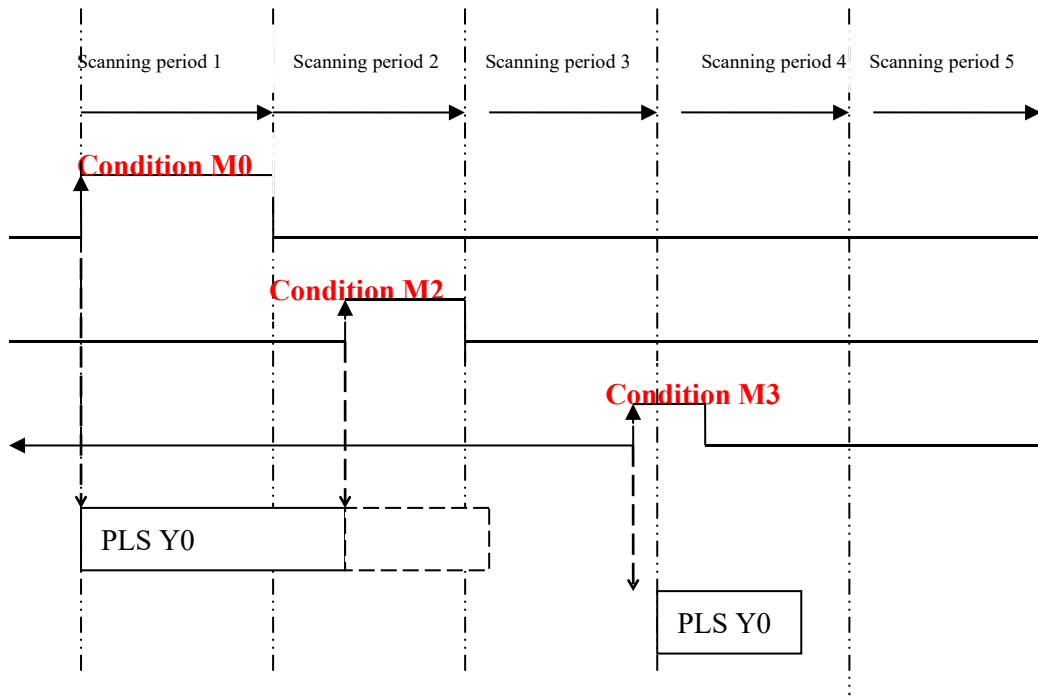 Scanning period 1
Scanning period 2
Scanning period 3
Scanning period 4
Scanning period 5
Condition M0
Condition M2
Condition M3
PLS Y0
PLS Y0